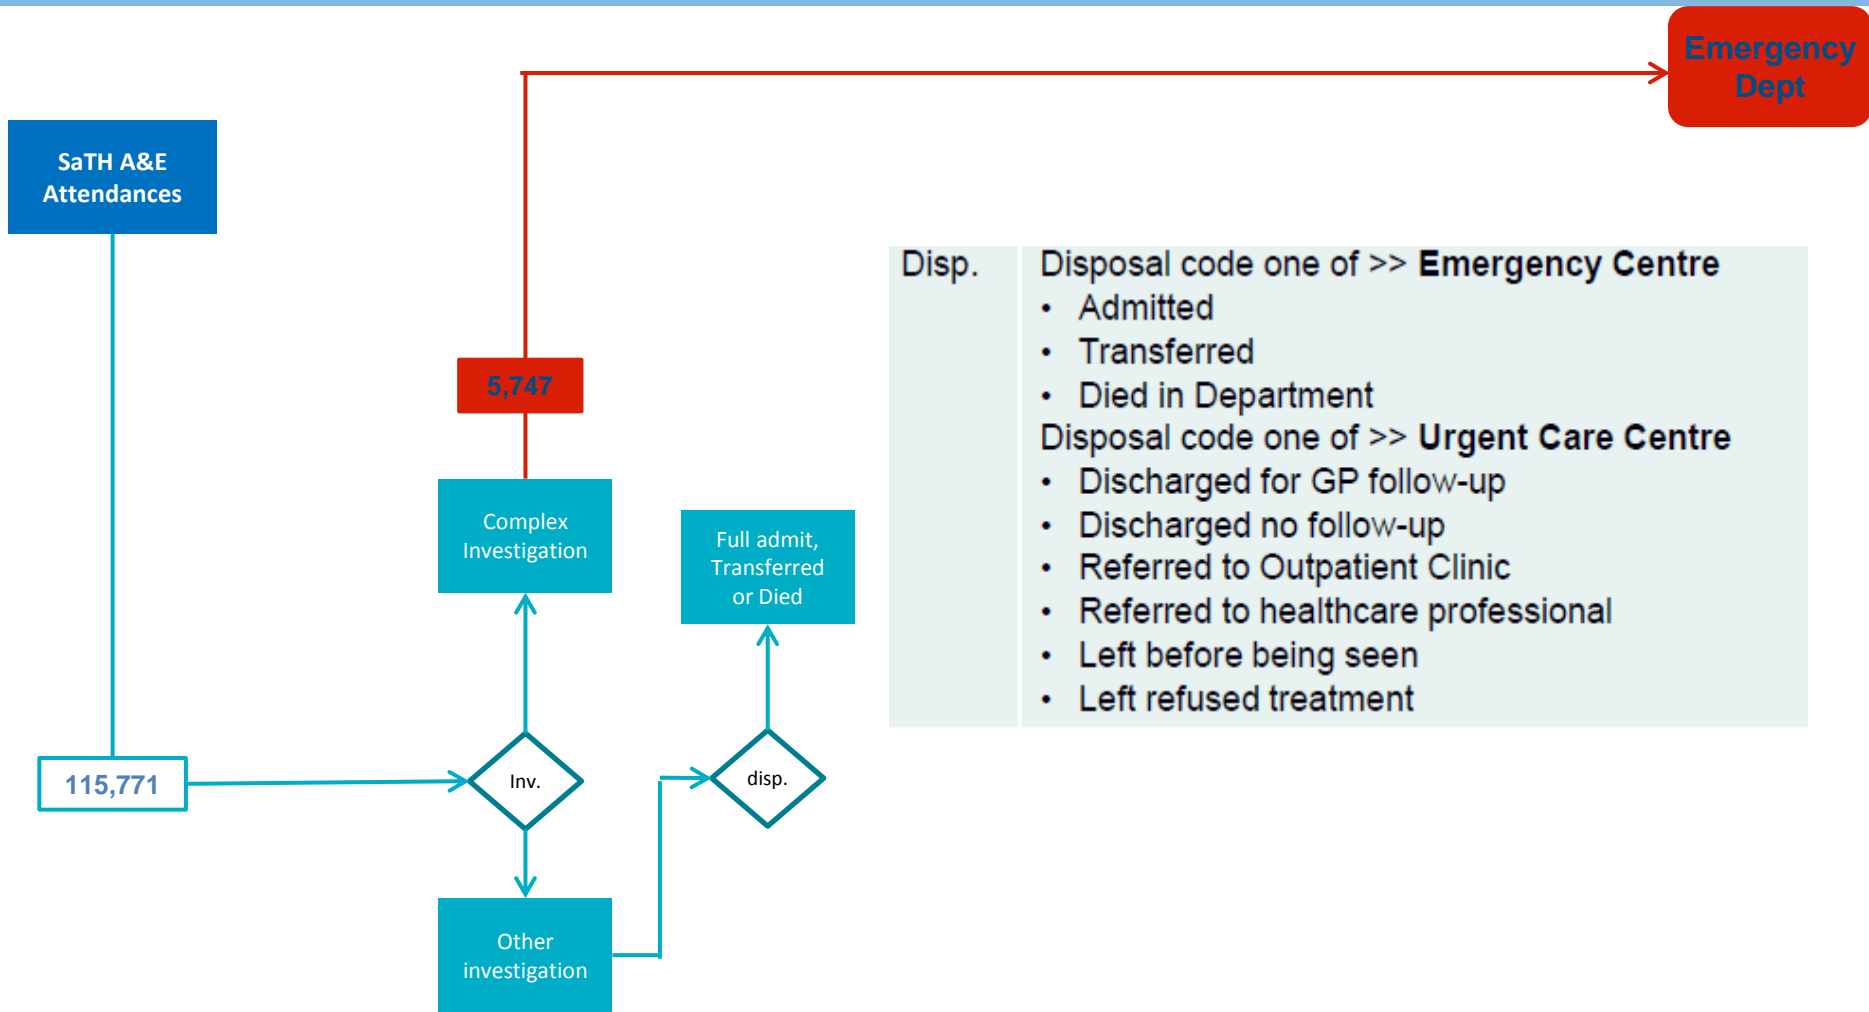 Emergency
Dept
SaTH A&E
Attendances
5,747
Complex
Investigation
Full admit,
Transferred
or Died
115,771
Inv.
disp.
Other
investigation
Disp.
Disposal code one of >> Emergency Centre
• Admitted
• Transferred
• Died in Department
Disposal code one of >> Urgent Care Centre
• Discharged for GP follow-up
• Discharged no follow-up
• Referred to Outpatient Clinic
• Referred to healthcare professional
• Left before being seen
• Left refused treatment